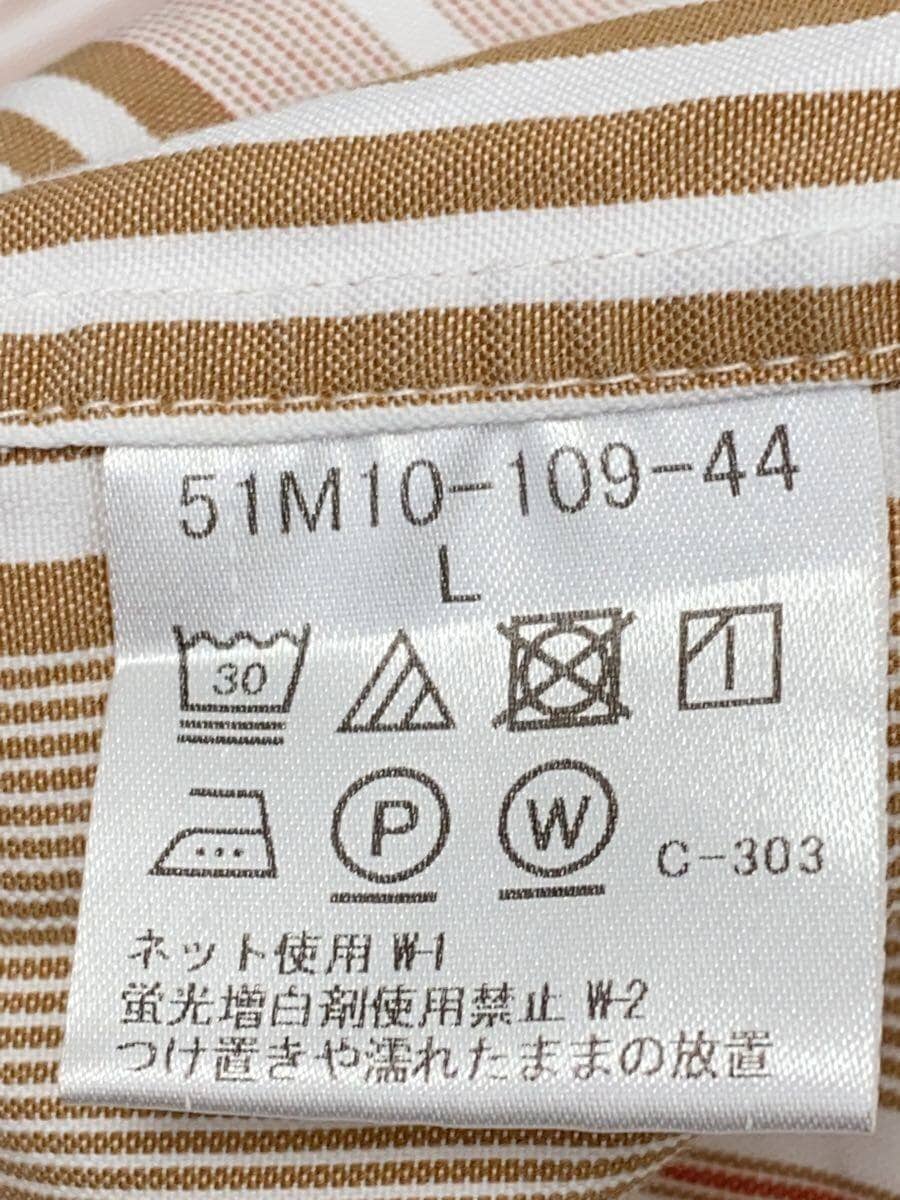 51M10-109-44
L
30
P W C-303
ネット使用 W-1
蛍光増白剤使用禁止 W-2
つけ置きや濡れたままの放置